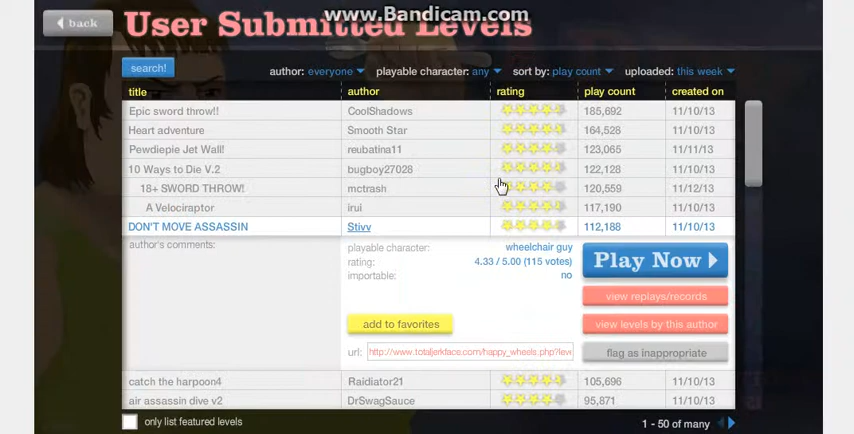 www.Bandicam.com
back
User Submitted Levels
search!
author: everyone playable character: any sort by: play count uploaded: this week
title author rating play count created on
Epic sword throw!! CoolShadows 185,692 11/10/13
Heart adventure Smooth Star 164,528 11/10/13
Pewdiepie Jet Wall! reubatina11 123,065 11/11/13
10 Ways to Die V.2 bugboy27028 122,128 11/10/13
18+ SWORD THROW! mctrash 120,559 11/12/13
A Velociraptor irui 117,190 11/10/13
DON'T MOVE ASSASSIN Stivv 112,188 11/10/13
author's comments:
playable character: wheelchair guy
rating: 4.33 / 5.00 (115 votes)
importable: no
Play Now
view replays/records
add to favorites
view levels by this author
url: http://www.totaljerkface.com/happy_wheels.php?leve
flag as inappropriate
catch the harpoon4 Raidiator21 105,696 11/10/13
air assassin dive v2 DrSwagSauce 95,871 11/10/13
only list featured levels
1 - 50 of many